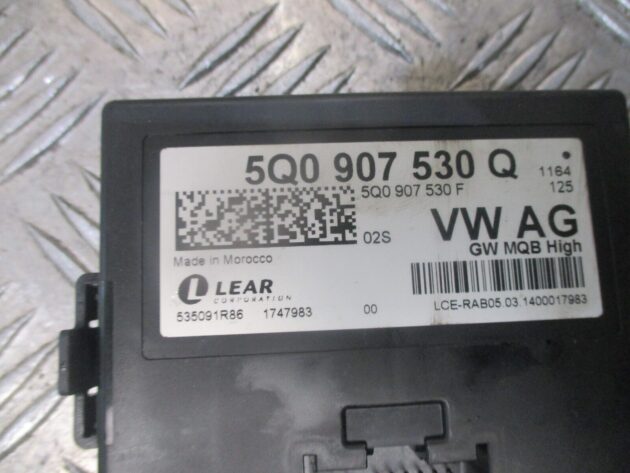 5Q0 907 530 Q
1164
5Q0 907 530 F
125
02S
VW AG
GW MQB High
Made in Morocco
LEAR
CORPORATION
535091R86 1747983 00
LCE-RAB05.03.1400017983